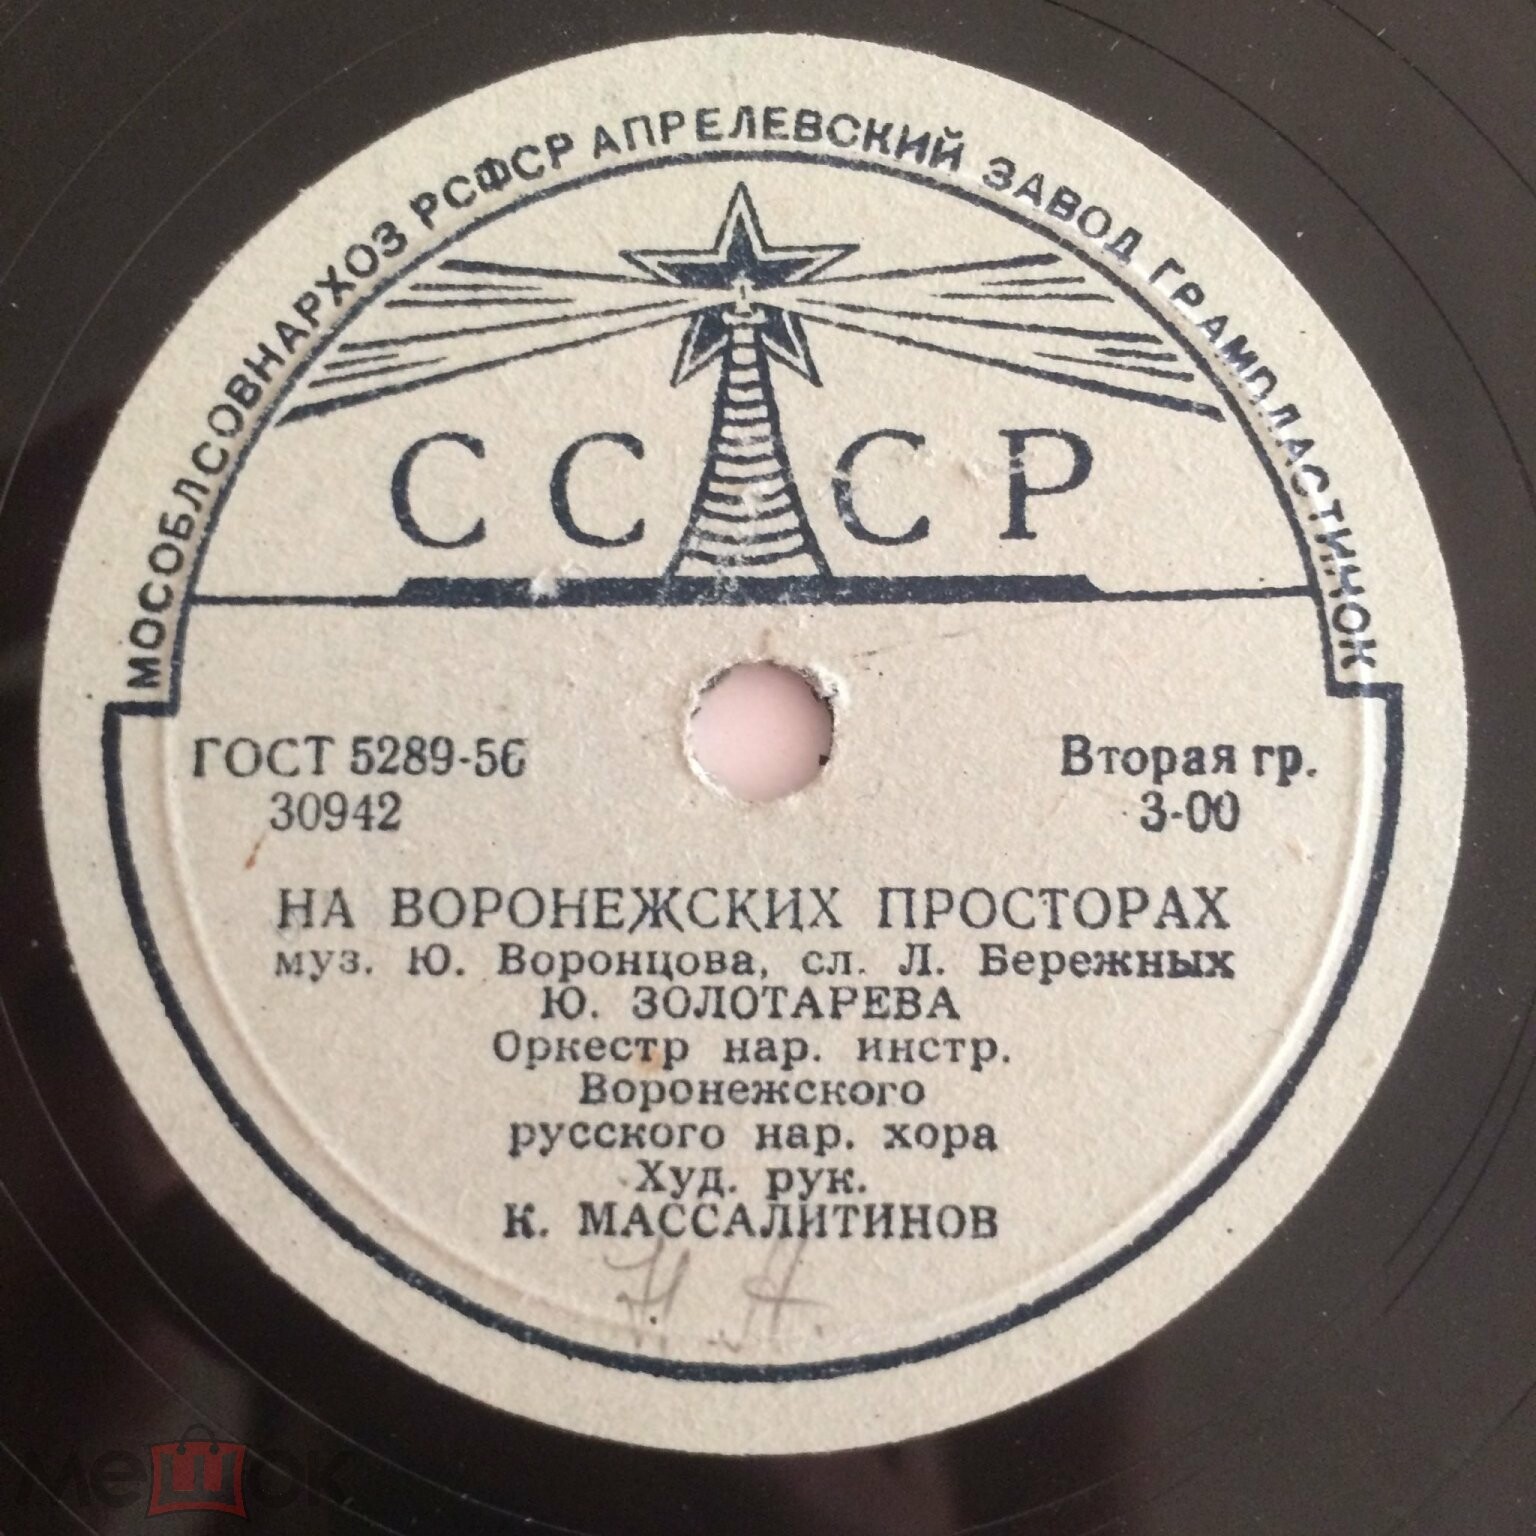 МОСОБЛСОВНАРХОЗ РСФСР АПРЕЛЕВСКИЙ ЗАВОД ГРАМПЛАСТИНОК
СССР
ГОСТ 5289-56
30942
Вторая гр.
3-00
НА ВОРОНЕЖСКИХ ПРОСТОРАХ
муз. Ю. Воронцова, сл. Л. Бережных
Ю. ЗОЛОТАРЕВА
Оркестр нар. инстр.
Воронежского
русского нар. хора
Худ. рук.
К. МАССАЛИТИНОВ
мешок